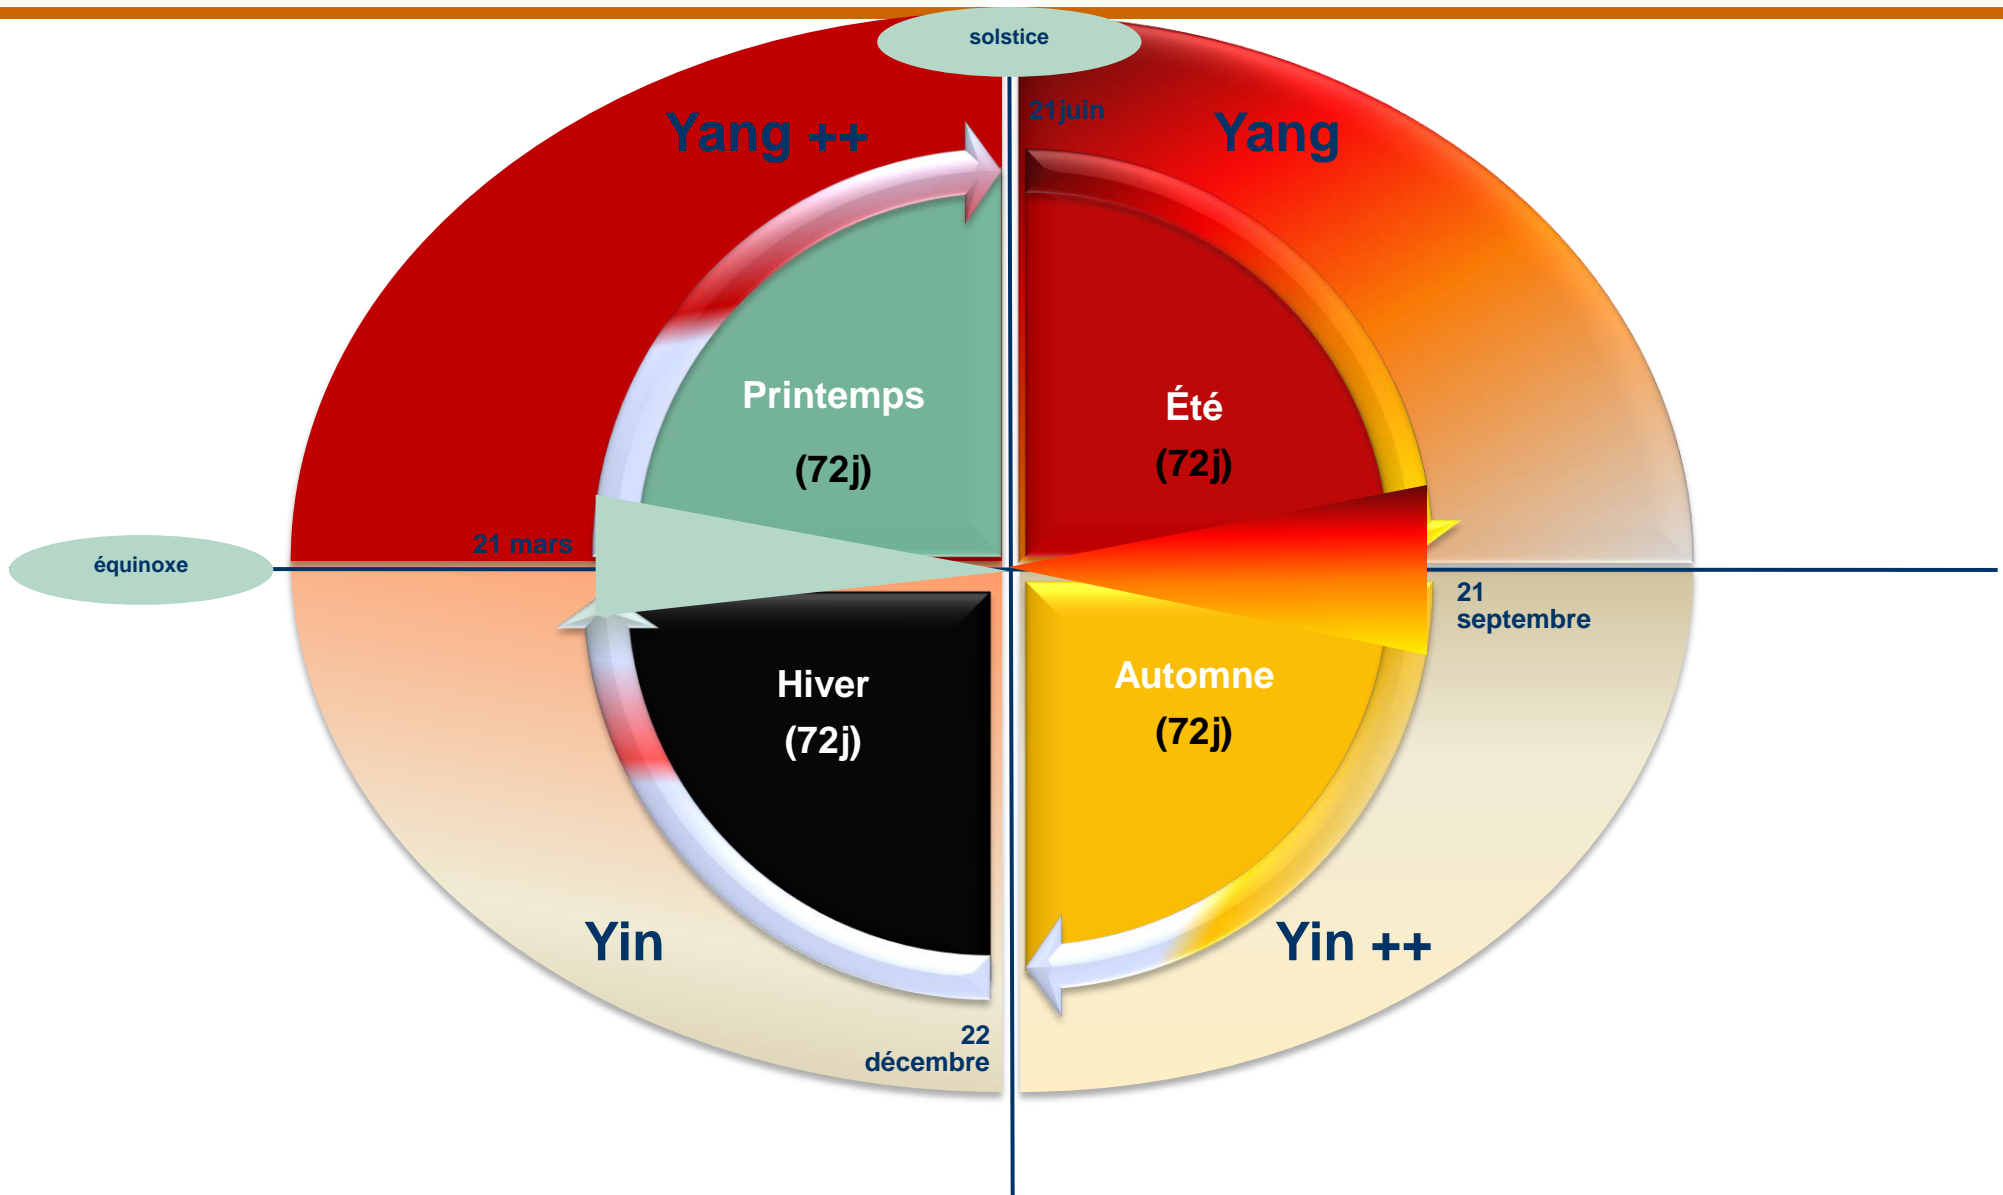 solstice
21juin
Yang ++
Yang
Printemps
(72j)
Été
(72j)
21 mars
équinoxe
21
septembre
Hiver
(72j)
Automne
(72j)
Yin
Yin ++
22
décembre